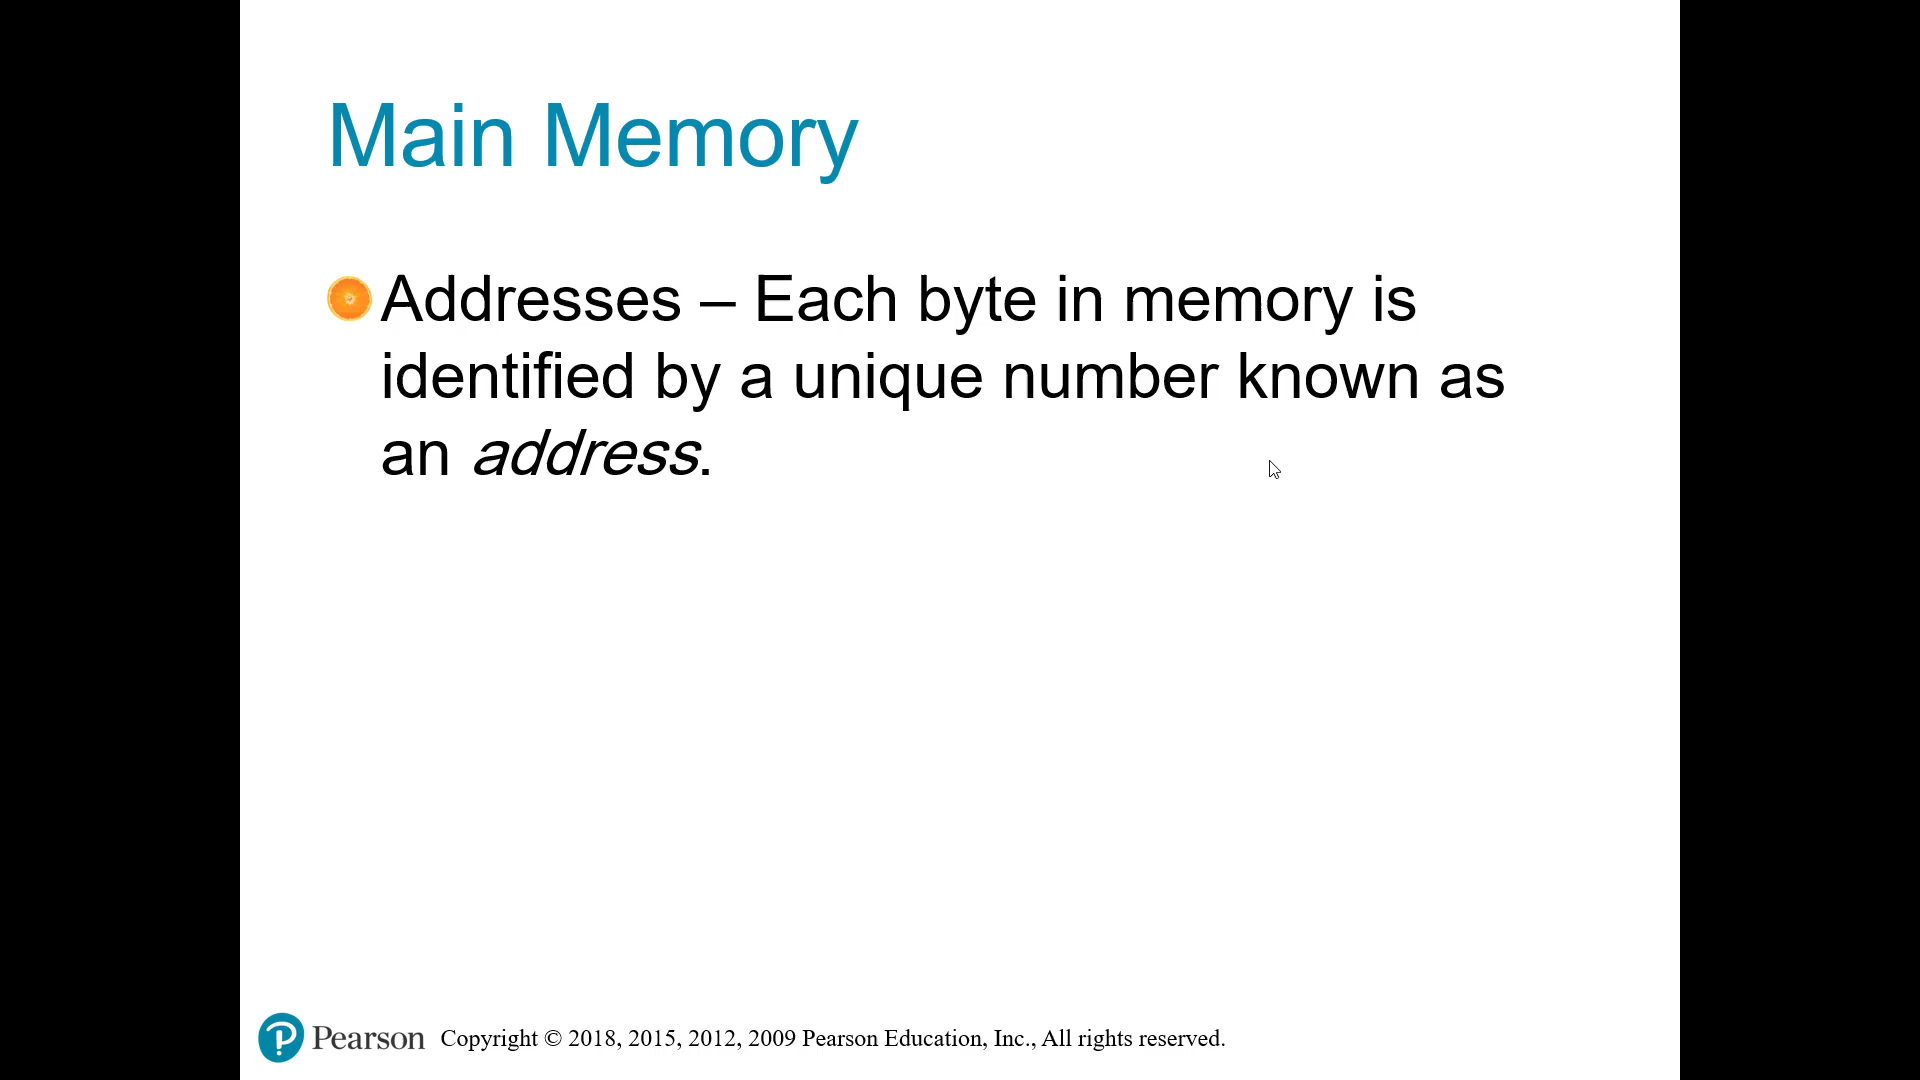 Main Memory
Addresses – Each byte in memory is
identified by a unique number known as
an address.
Pearson Copyright © 2018, 2015, 2012, 2009 Pearson Education, Inc., All rights reserved.